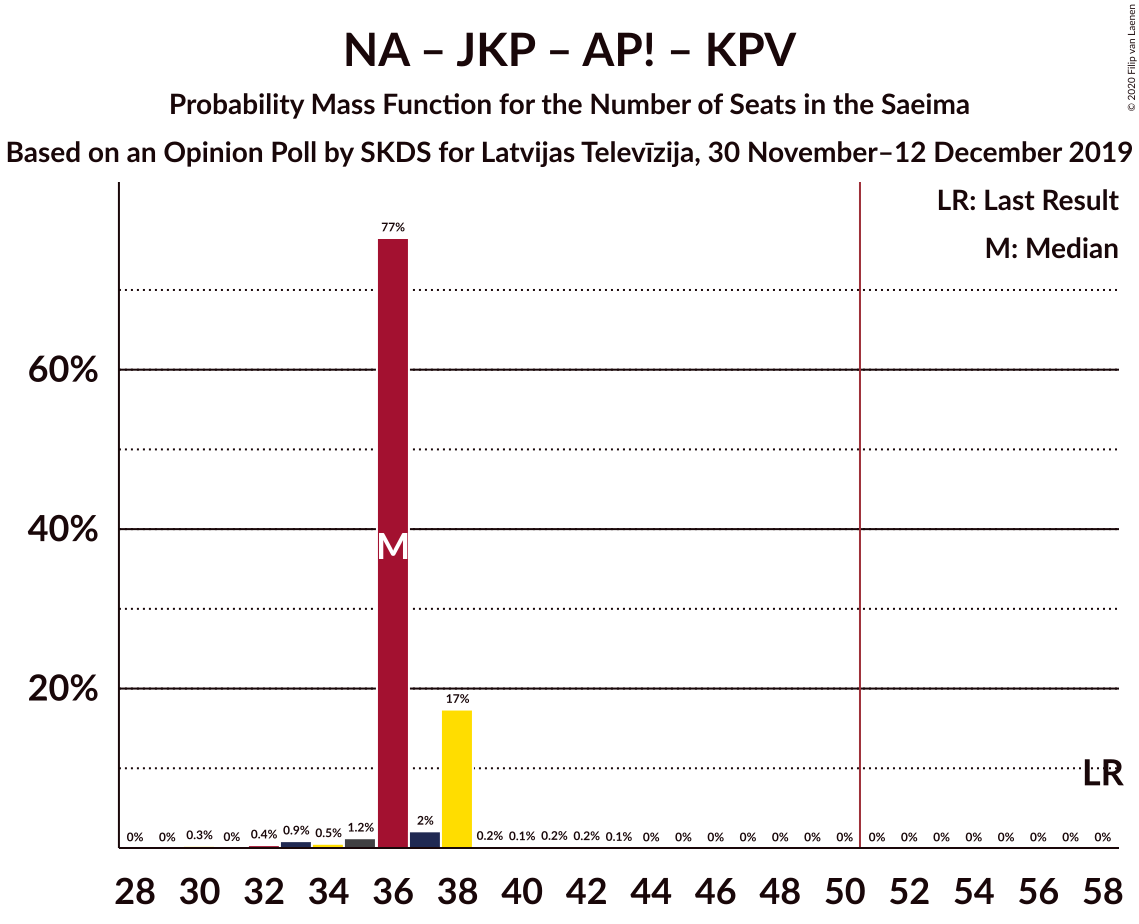 NA – JKP – AP! – KPV
Probability Mass Function for the Number of Seats in the Saeima
Based on an Opinion Poll by SKDS for Latvijas Televīzija, 30 November–12 December 2019
© 2020 Filip van Laenen
LR: Last Result
M: Median
60%
40%
20%
0% 0% 0.3% 0% 0.4% 0.9% 0.5% 1.2% 77% 2% 17% 0.2% 0.1% 0.2% 0.2% 0.1% 0% 0% 0% 0% 0% 0% 0% 0% 0% 0% 0% 0% 0% 0% 0%
M
LR
28 30 32 34 36 38 40 42 44 46 48 50 52 54 56 58